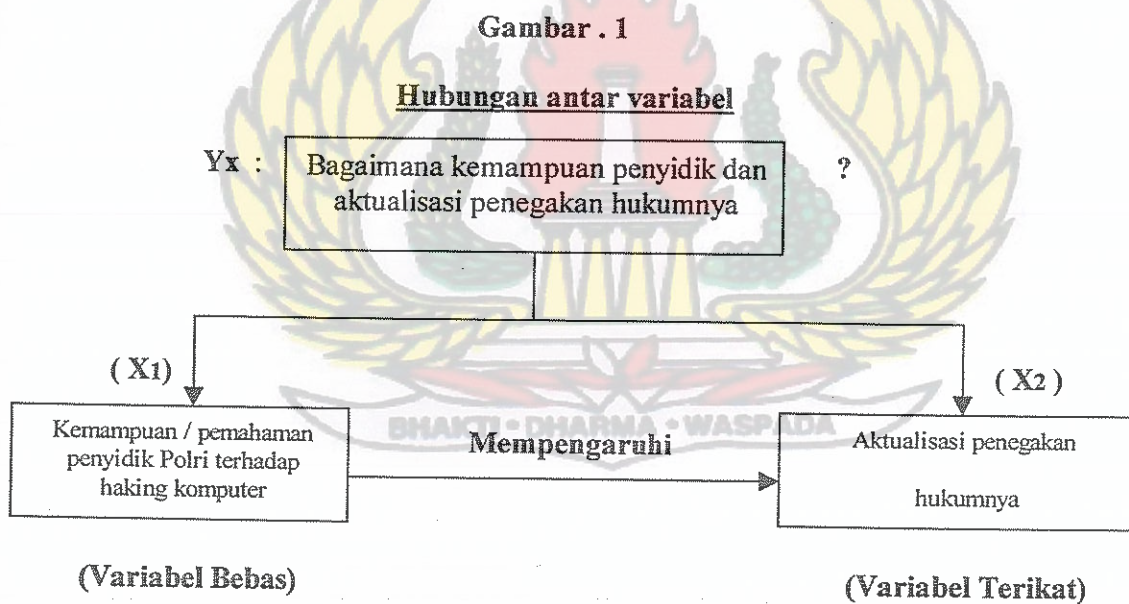 Gambar . 1
Hubungan antar variabel
Yx :
Bagaimana kemampuan penyidik dan
aktualisasi penegakan hukumnya
?
( X1)
( X2 )
Kemampuan / pemahaman
penyidik Polri terhadap
haking komputer
Mempengaruhi
Aktualisasi penegakan
hukumnya
BHAKTI • DHARMA • WASPADA
(Variabel Bebas)
(Variabel Terikat)